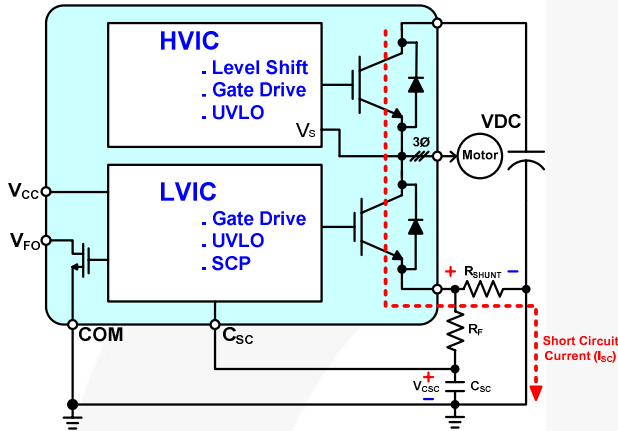 HVIC
. Level Shift
. Gate Drive
. UVLO
VS
VDC
3Ø
Motor
LVIC
. Gate Drive
. UVLO
. SCP
VCC
VFO
+ RSHUNT −
RF
COM
CSC
Short Circuit
Current (ISC)
+
VCSC CSC
−